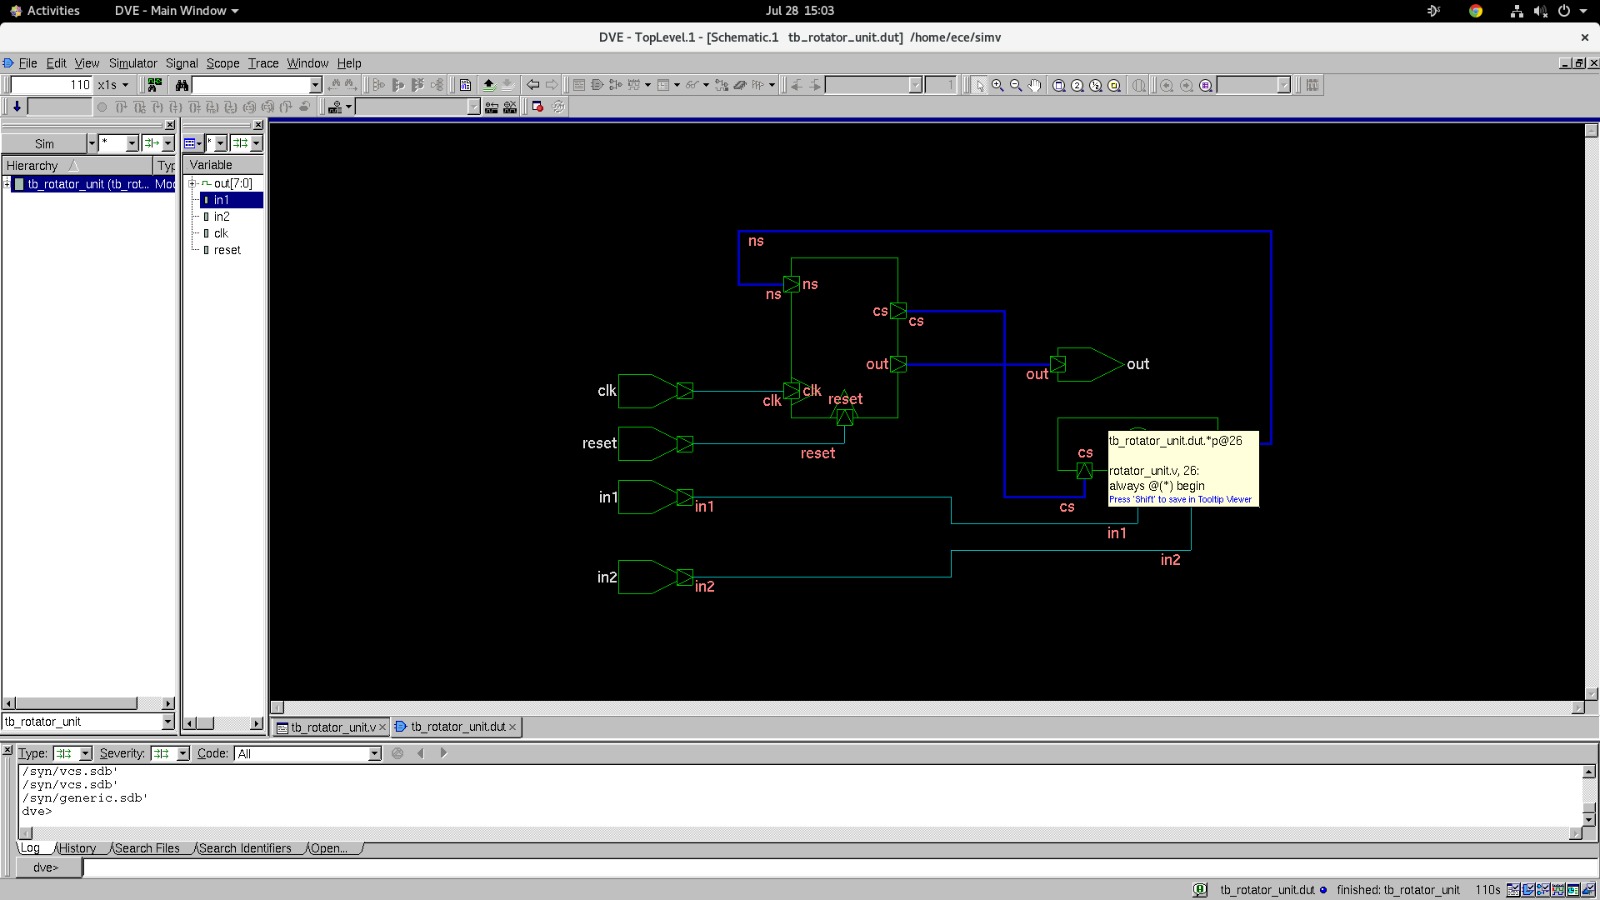 Activities
DVE - Main Window
Jul 28 15:03
DVE - TopLevel.1 - [Schematic.1 tb_rotator_unit.dut] /home/ece/simv
File Edit View Simulator Signal Scope Trace Window Help
110 x1s
1
Sim
*
*
Hierarchy
Typ
Variable
tb_rotator_unit (tb_rot... Moc
out[7:0]
in1
in2
clk
reset
ns
ns
ns
cs
cs
out
out
out
clk
clk
clk
reset
reset
reset
cs
cs
in1
in1
in1
in2
in2
in2
tb_rotator_unit.dut.*p@26
rotator_unit.v, 26:
always @(*) begin
Press 'Shift' to save in Tooltip Viewer
tb_rotator_unit
tb_rotator_unit.v
tb_rotator_unit.dut
Type:
Severity:
Code:
All
/syn/vcs.sdb'
/syn/vcs.sdb'
/syn/generic.sdb'
dve>
Log
History
Search Files
Search Identifiers
Open...
dve>
tb_rotator_unit.dut
finished: tb_rotator_unit
110s